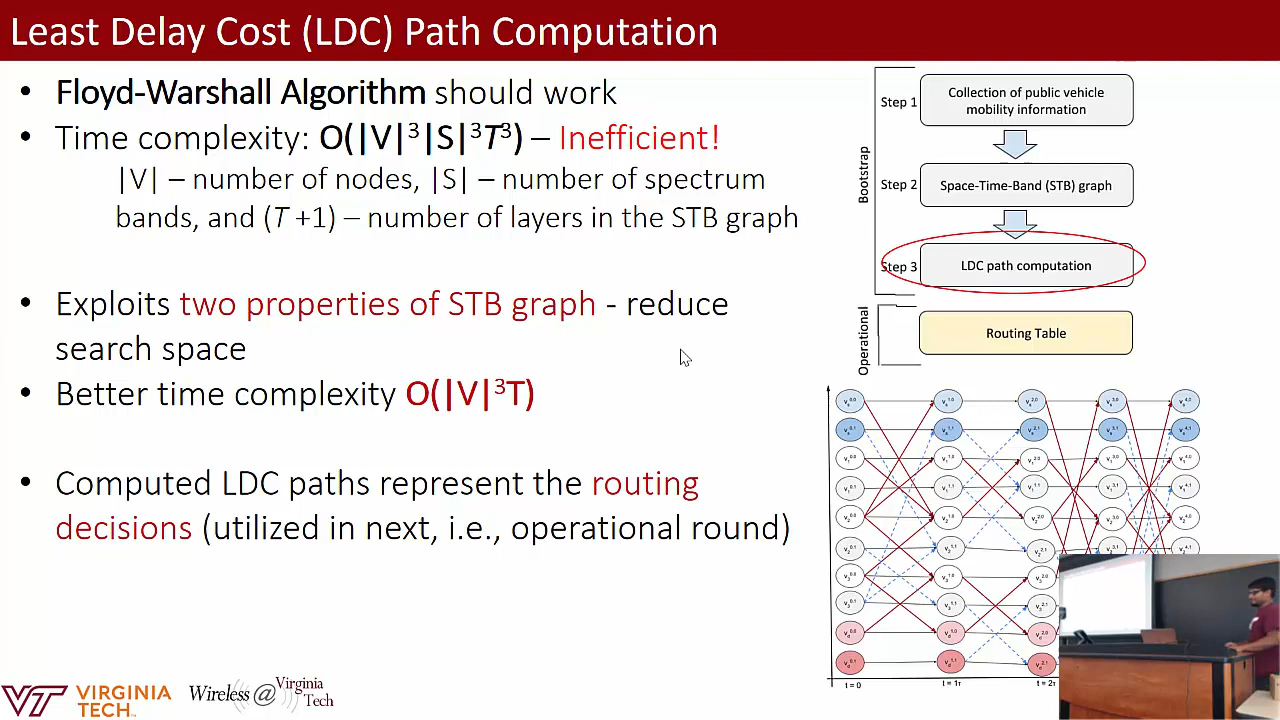 Least Delay Cost (LDC) Path Computation
• Floyd-Warshall Algorithm should work
• Time complexity: O(|V|³|S|³T³) – Inefficient!
|V| – number of nodes, |S| – number of spectrum
bands, and (T +1) – number of layers in the STB graph
• Exploits two properties of STB graph - reduce
search space
• Better time complexity O(|V|³T)
• Computed LDC paths represent the routing
decisions (utilized in next, i.e., operational round)
Bootstrap
Step 1
Collection of public vehicle
mobility information
Step 2
Space-Time-Band (STB) graph
Step 3
LDC path computation
Operational
Routing Table
t = 0
t = 1τ
t = 2τ
VT VIRGINIA
TECH™
Wireless @ Virginia
Tech